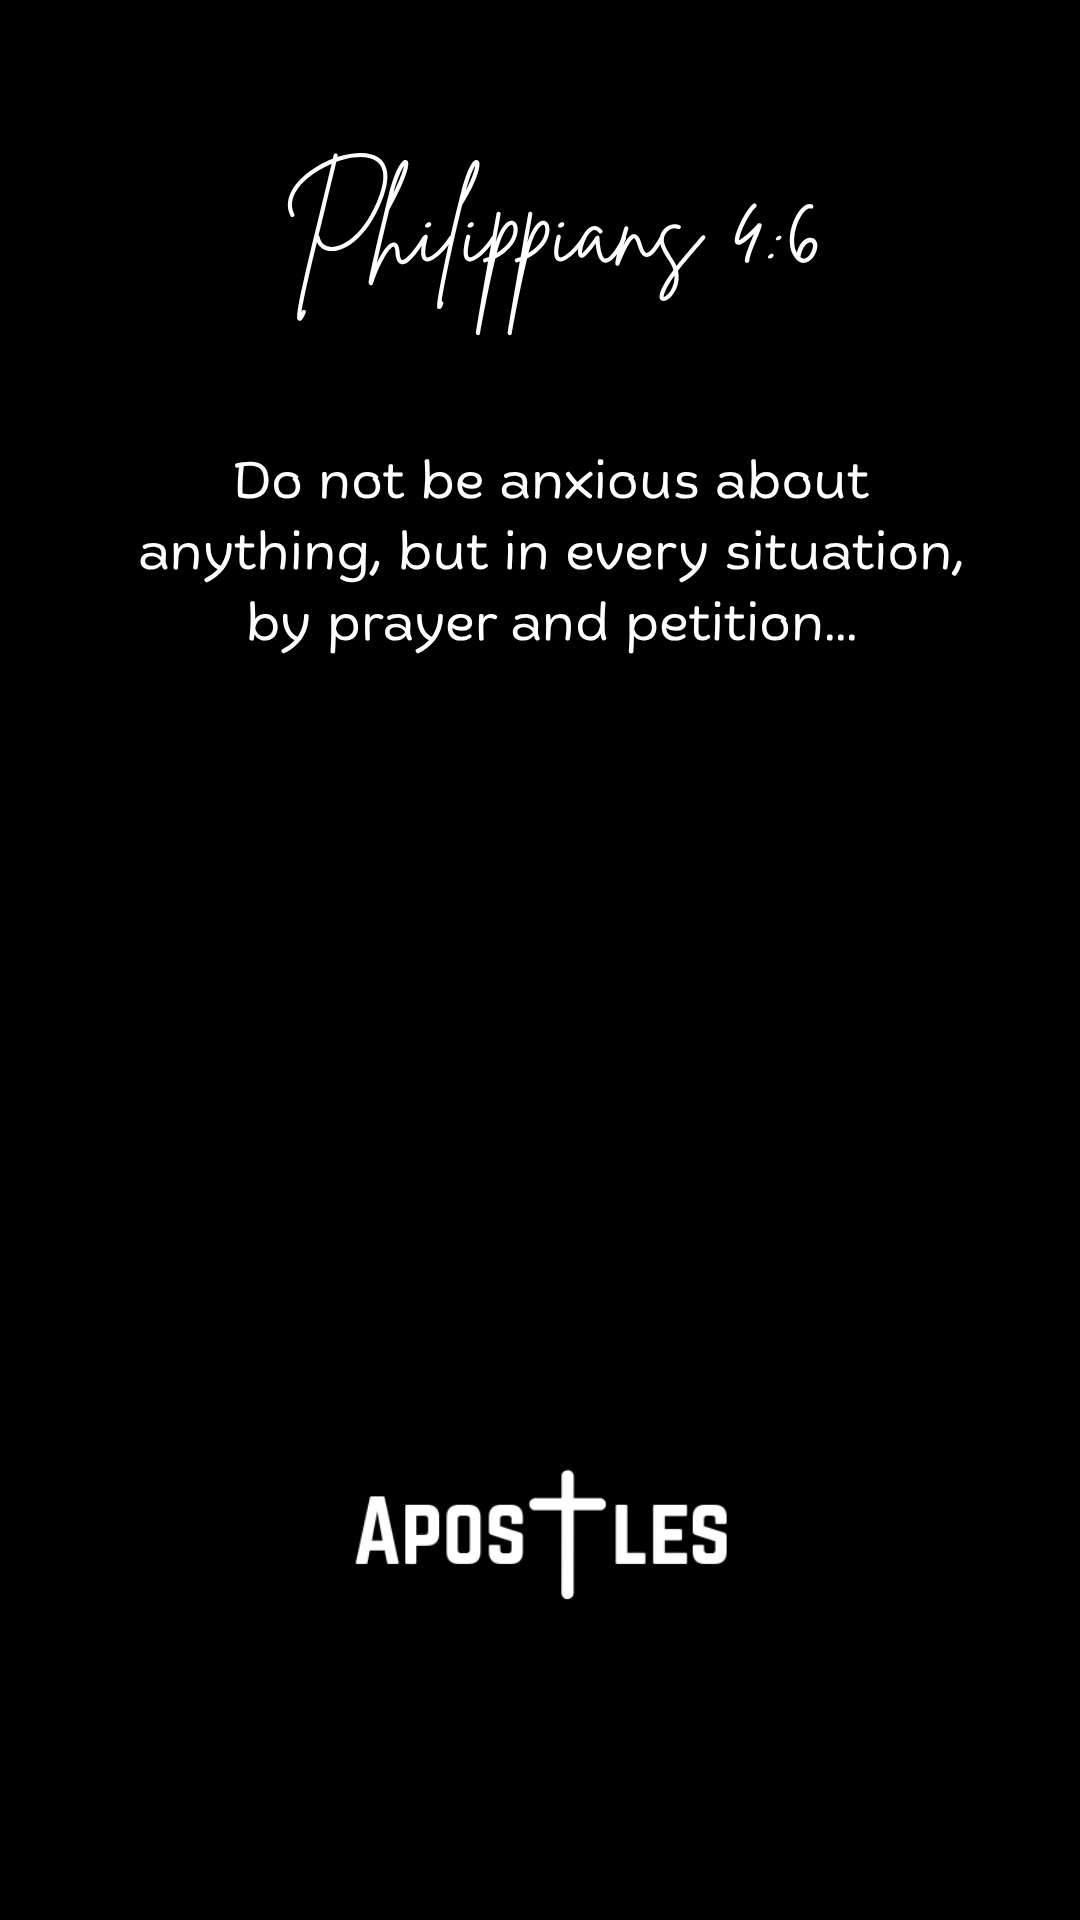 Philippians 4:6
Do not be anxious about
anything, but in every situation,
by prayer and petition...
APOSTLES